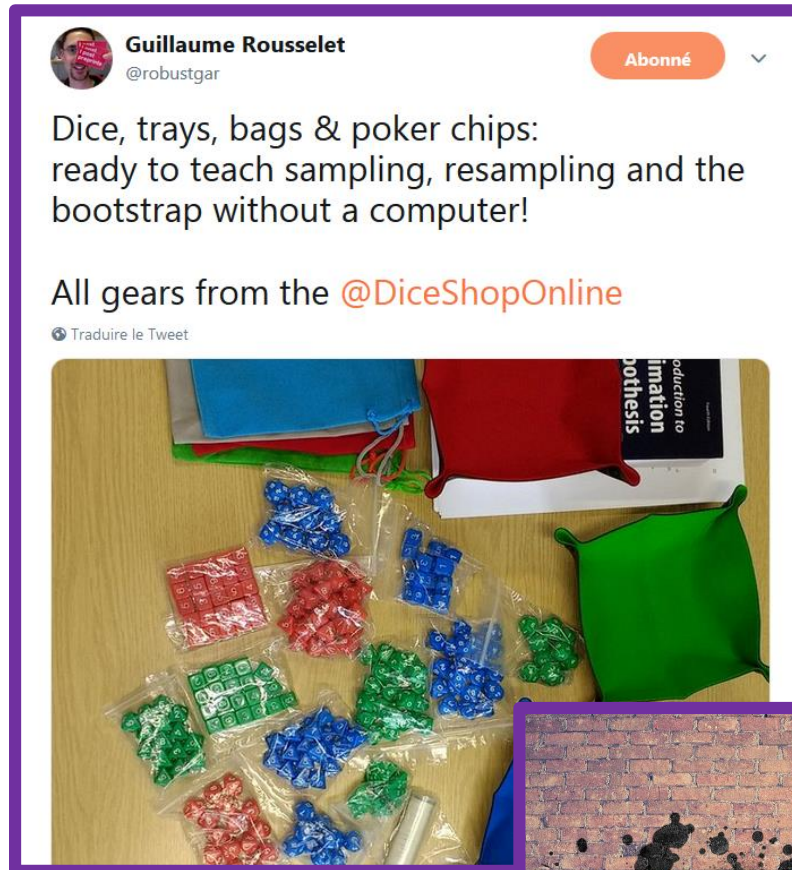 Guillaume Rousselet
@robustgar
Abonné
Dice, trays, bags & poker chips:
ready to teach sampling, resampling and the
bootstrap without a computer!
All gears from the @DiceShopOnline
Traduire le Tweet
oduction to
imation
pothesis